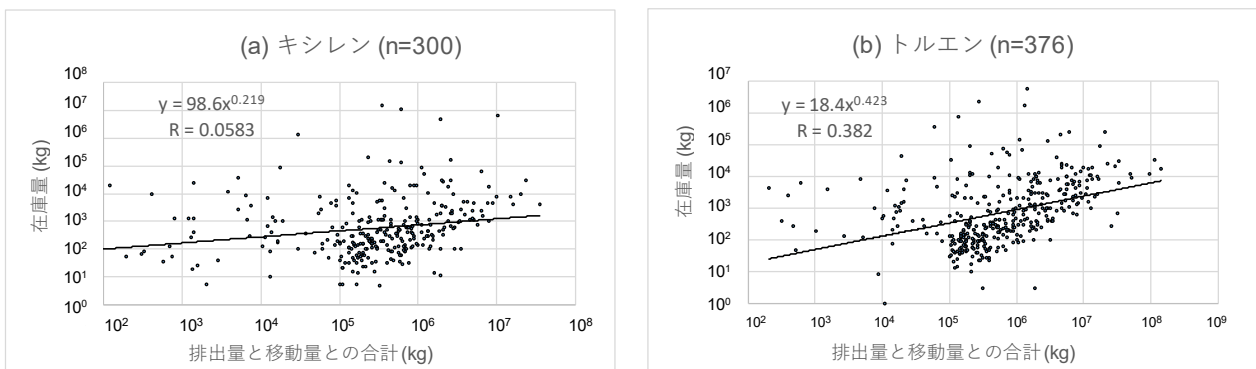 (a) キシレン (n=300)
10⁸
10⁷
10⁶
10⁵
10⁴
10³
10²
10¹
10⁰
在庫量 (kg)
y = 98.6x⁰·²¹⁹
R = 0.0583
10² 10³ 10⁴ 10⁵ 10⁶ 10⁷ 10⁸
排出量と移動量との合計(kg)
(b) トルエン (n=376)
10⁷
10⁶
10⁵
10⁴
10³
10²
10¹
10⁰
在庫量 (kg)
y = 18.4x⁰·⁴²³
R = 0.382
10² 10³ 10⁴ 10⁵ 10⁶ 10⁷ 10⁸ 10⁹
排出量と移動量との合計(kg)